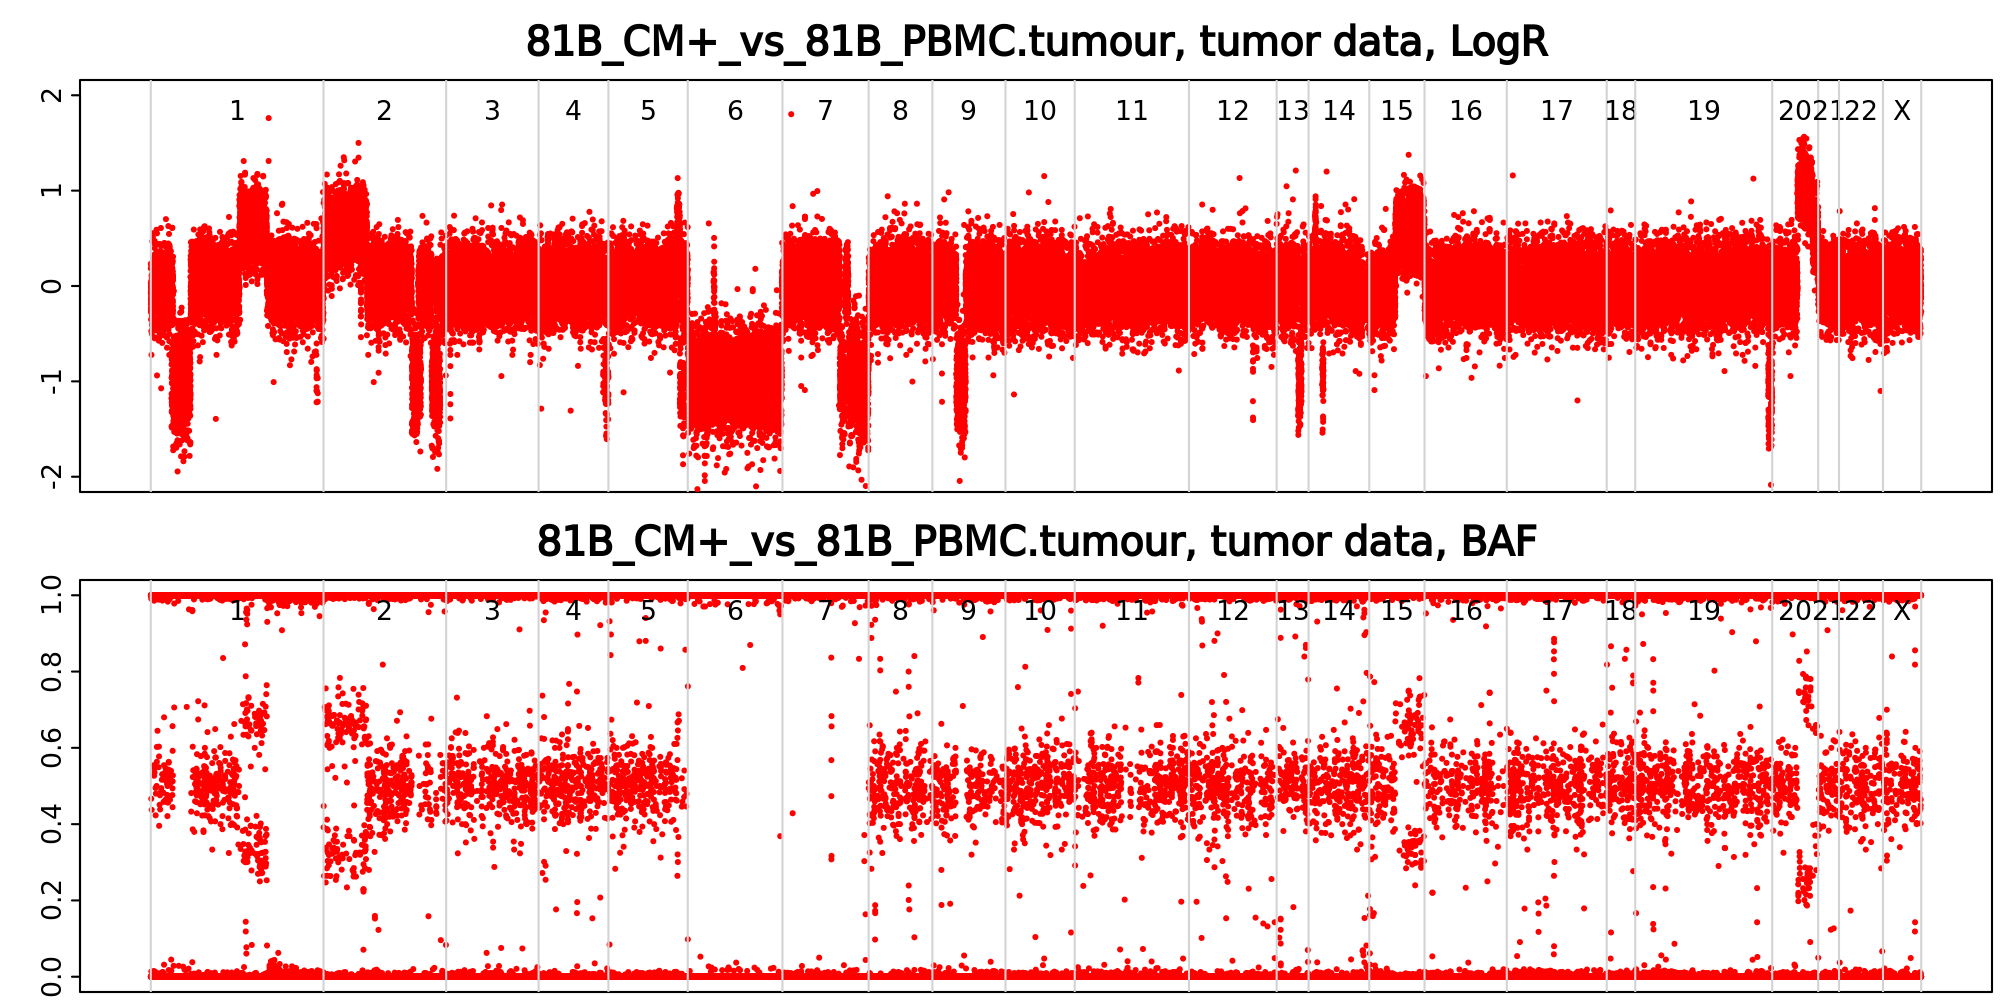 81B_CM+_vs_81B_PBMC.tumour, tumor data, LogR
2
1
0
-1
-2
1 2 3 4 5 6 7 8 9 10 11 12 13 14 15 16 17 18 19 20 21 22 X
81B_CM+_vs_81B_PBMC.tumour, tumor data, BAF
1.0
0.8
0.6
0.4
0.2
0.0
1 2 3 4 5 6 7 8 9 10 11 12 13 14 15 16 17 18 19 20 21 22 X